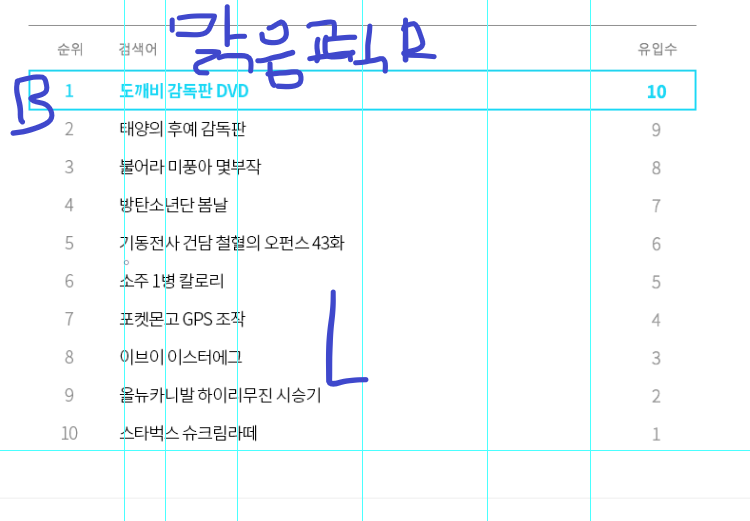 맑은고딕
순위 검색어 유입수
B
1 도깨비 감독판 DVD 10
2 태양의 후예 감독판 9
3 불어라 미풍아 몇부작 8
4 방탄소년단 봄날 7
5 기동전사 건담 철혈의 오펀스 43화 6
6 소주 1병 칼로리 5
7 포켓몬고 GPS 조작 4
L
8 이브이 이스터에그 3
9 올뉴카니발 하이리무진 시승기 2
10 스타벅스 슈크림라떼 1